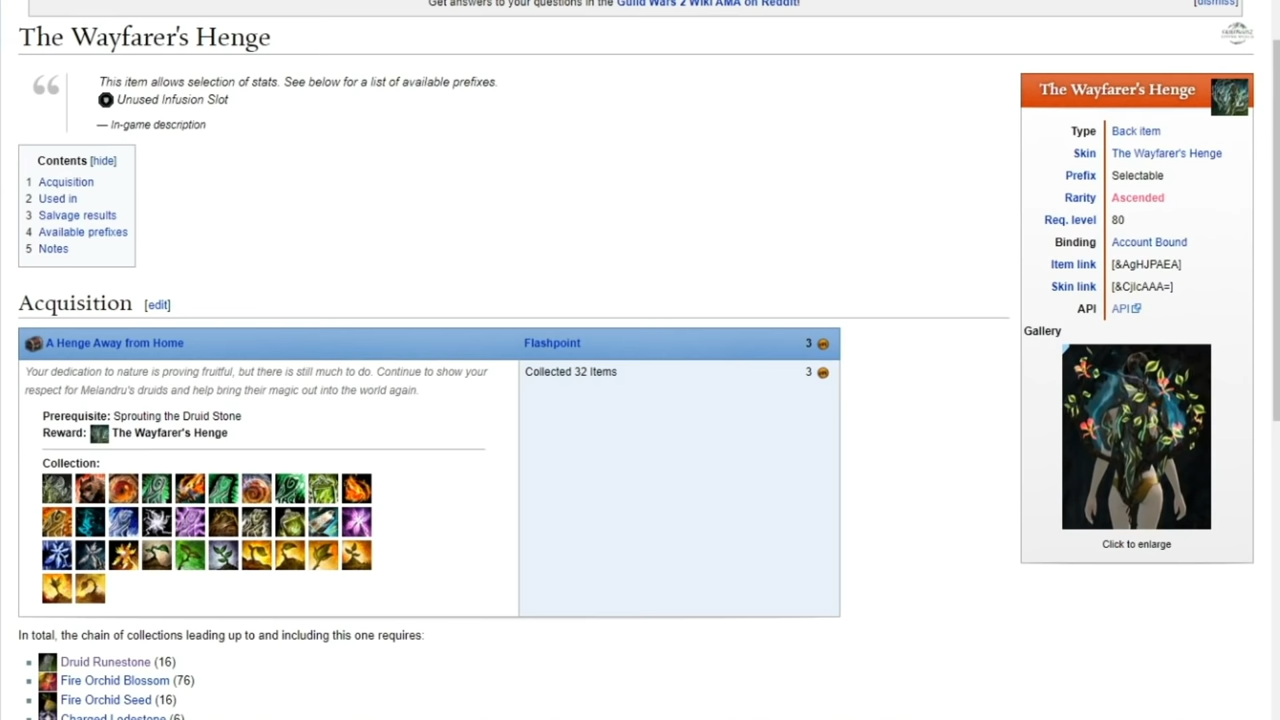 Get answers to your questions in the Guild Wars 2 Wiki AMA on Reddit!
[dismiss]
The Wayfarer's Henge
This item allows selection of stats. See below for a list of available prefixes.
Unused Infusion Slot
— In-game description
Contents [hide]
1 Acquisition
2 Used in
3 Salvage results
4 Available prefixes
5 Notes
The Wayfarer's Henge
Type Back item
Skin The Wayfarer's Henge
Prefix Selectable
Rarity Ascended
Req. level 80
Binding Account Bound
Item link [&AgHJPAEA]
Skin link [&CjIcAAA=]
API API
Gallery
Click to enlarge
Acquisition [edit]
A Henge Away from Home Flashpoint 3
Your dedication to nature is proving fruitful, but there is still much to do. Continue to show your
respect for Melandru's druids and help bring their magic out into the world again.
Collected 32 Items 3
Prerequisite: Sprouting the Druid Stone
Reward: The Wayfarer's Henge
Collection:
In total, the chain of collections leading up to and including this one requires:
Druid Runestone (16)
Fire Orchid Blossom (76)
Fire Orchid Seed (16)
Charged Lodestone (6)